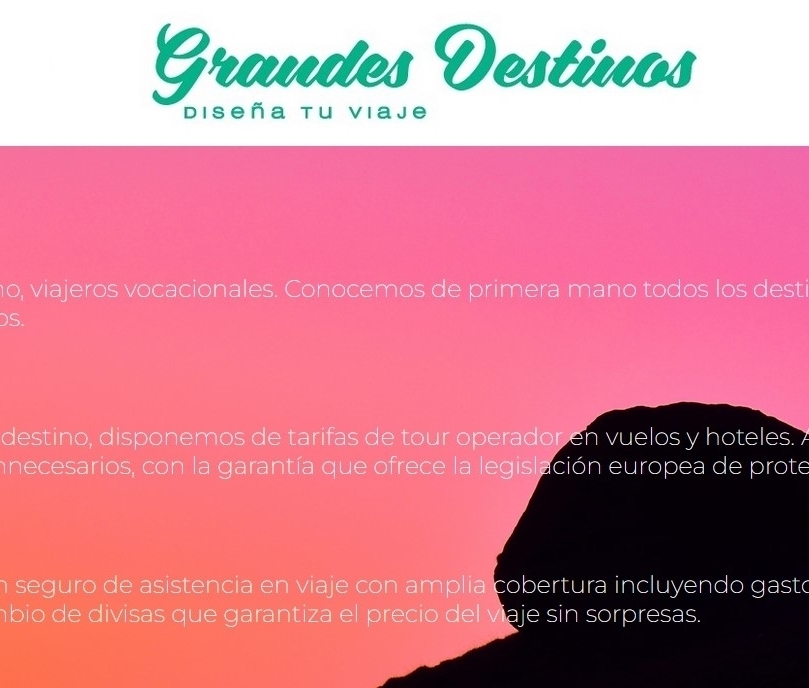 Grandes Destinos
DISEÑA TU VIAJE
no, viajeros vocacionales. Conocemos de primera mano todos los desti
os.
destino, disponemos de tarifas de tour operador en vuelos y hoteles. A
nnecesarios, con la garantía que ofrece la legislación europea de prote
n seguro de asistencia en viaje con amplia cobertura incluyendo gasto
mbio de divisas que garantiza el precio del viaje sin sorpresas.